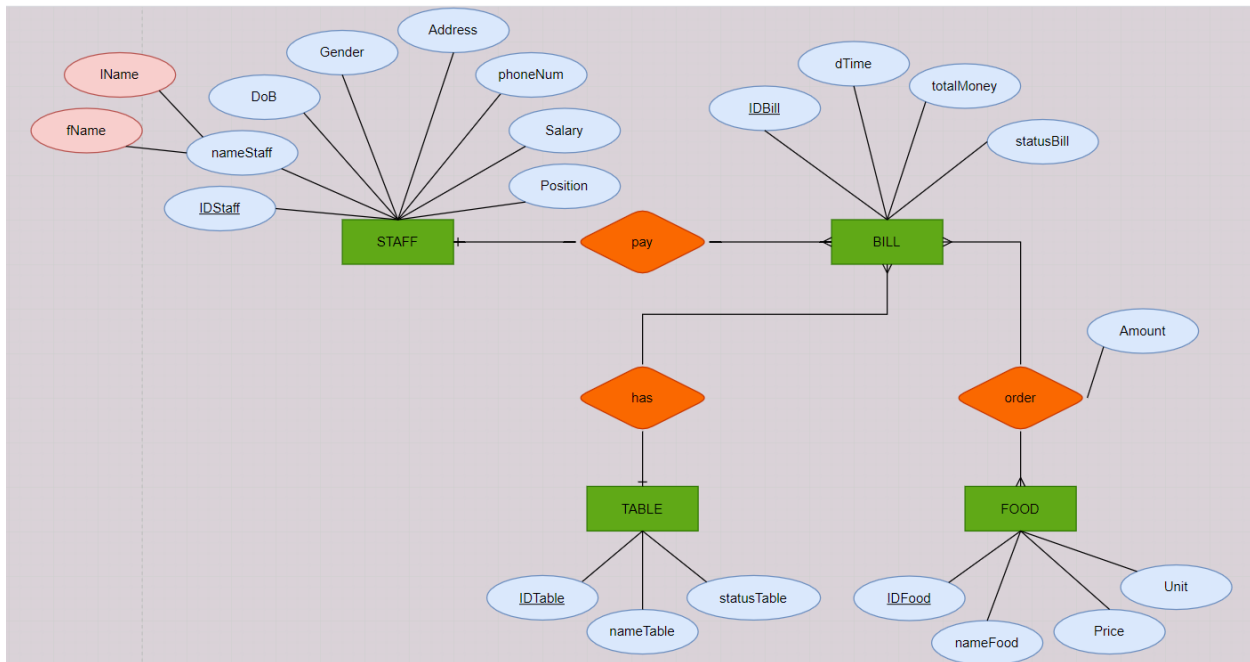 Address
Gender
dTime
lName
phoneNum
totalMoney
DoB
IDBill
fName
Salary
statusBill
nameStaff
Position
IDStaff
STAFF
pay
BILL
Amount
has
order
TABLE
FOOD
Unit
IDTable
statusTable
IDFood
nameTable
Price
nameFood